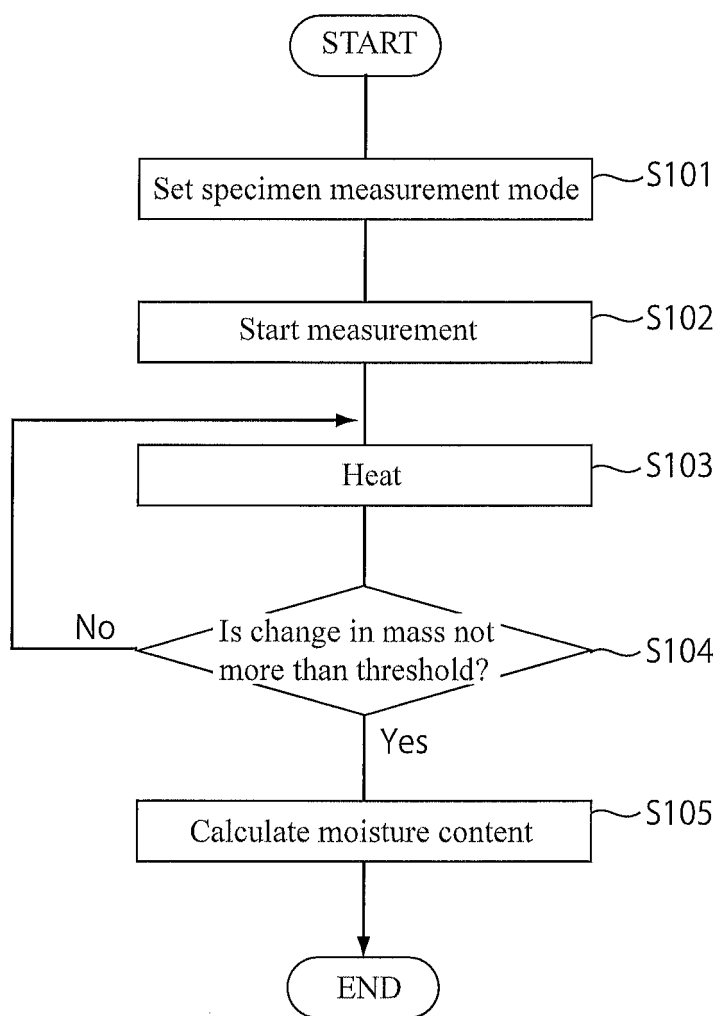 START
Set specimen measurement mode
S101
Start measurement
S102
Heat
S103
Is change in mass not
more than threshold?
S104
No
Yes
Calculate moisture content
S105
END